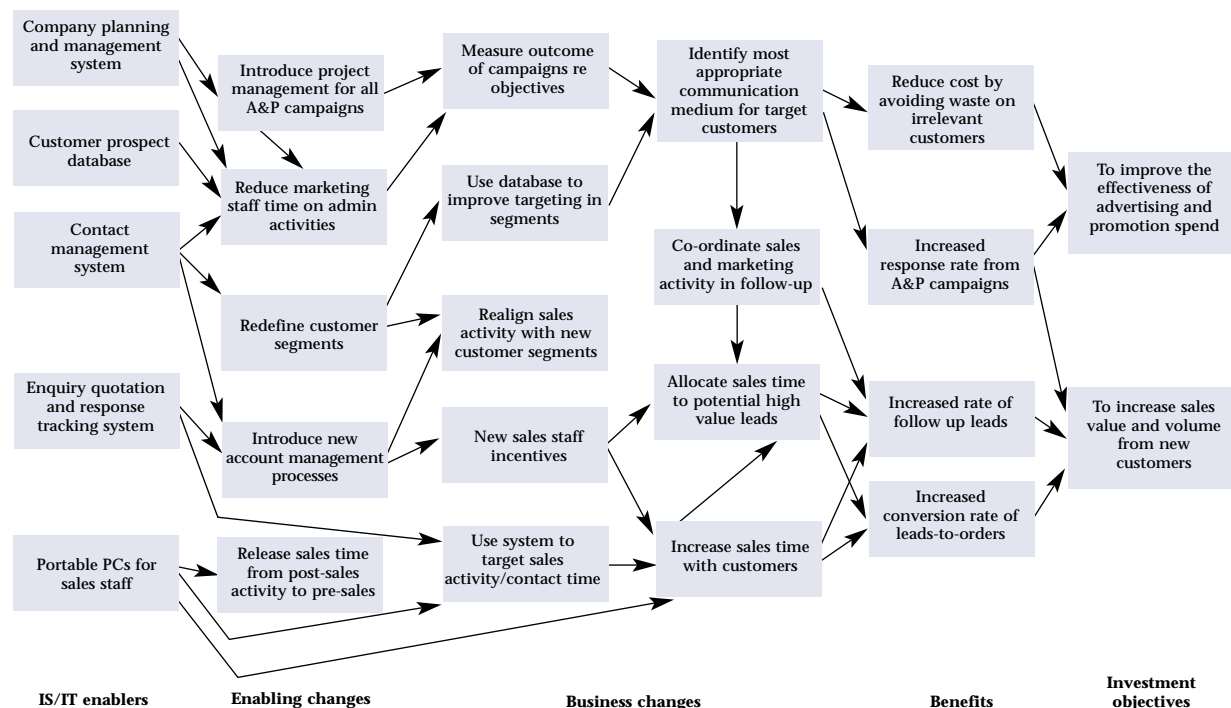 Company planning
and management
system
Customer prospect
database
Contact
management
system
Enquiry quotation
and response
tracking system
Portable PCs for
sales staff
Introduce project
management for all
A&P campaigns
Reduce marketing
staff time on admin
activities
Redefine customer
segments
Introduce new
account management
processes
Release sales time
from post-sales
activity to pre-sales
Measure outcome
of campaigns re
objectives
Use database to
improve targeting in
segments
Realign sales
activity with new
customer segments
New sales staff
incentives
Use system to
target sales
activity/contact time
Identify most
appropriate
communication
medium for target
customers
Co-ordinate sales
and marketing
activity in follow-up
Allocate sales time
to potential high
value leads
Increase sales time
with customers
Reduce cost by
avoiding waste on
irrelevant
customers
Increased
response rate from
A&P campaigns
Increased rate of
follow up leads
Increased
conversion rate of
leads-to-orders
To improve the
effectiveness of
advertising and
promotion spend
To increase sales
value and volume
from new
customers
IS/IT enablers
Enabling changes
Business changes
Benefits
Investment
objectives